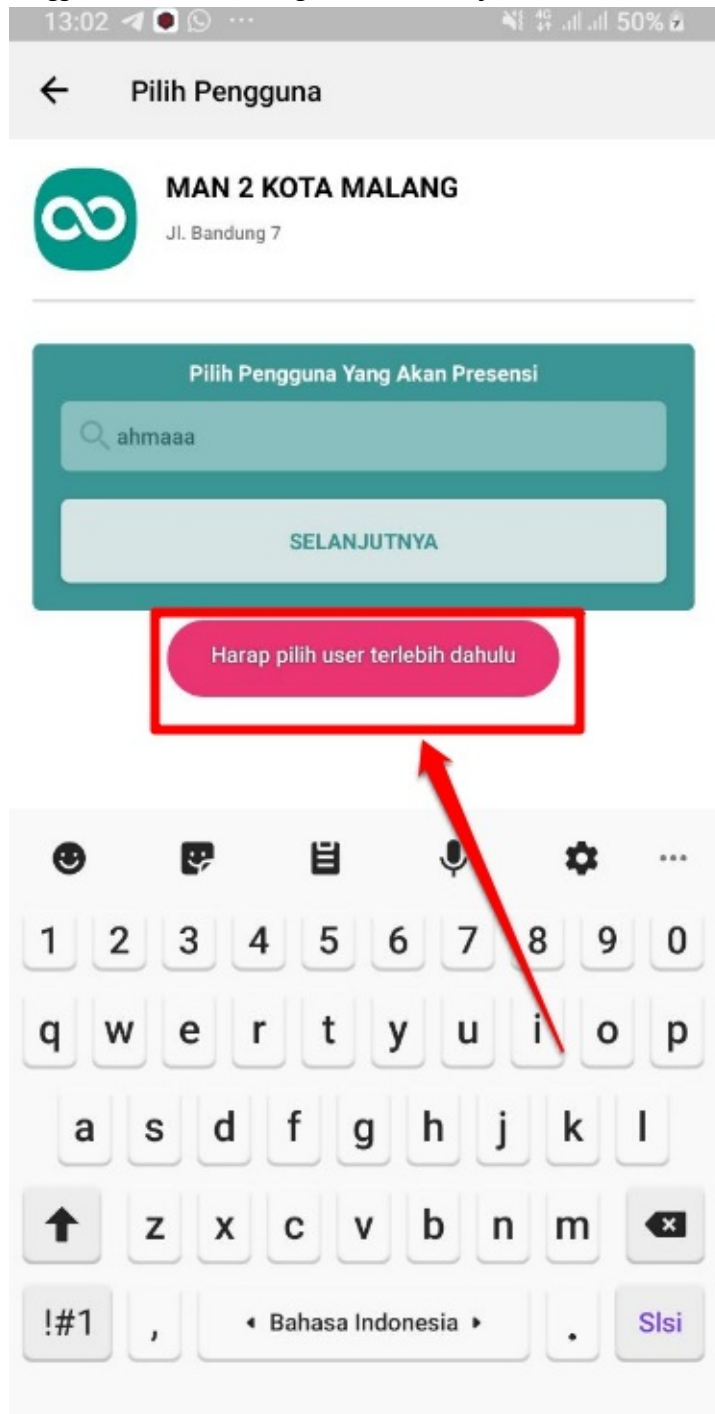 13:02 ... 4G 50%
Pilih Pengguna
MAN 2 KOTA MALANG
Jl. Bandung 7
Pilih Pengguna Yang Akan Presensi
ahmaaa
SELANJUTNYA
Harap pilih user terlebih dahulu
1 2 3 4 5 6 7 8 9 0
q w e r t y u i o p
a s d f g h j k l
z x c v b n m
!#1 , Bahasa Indonesia . Slsi